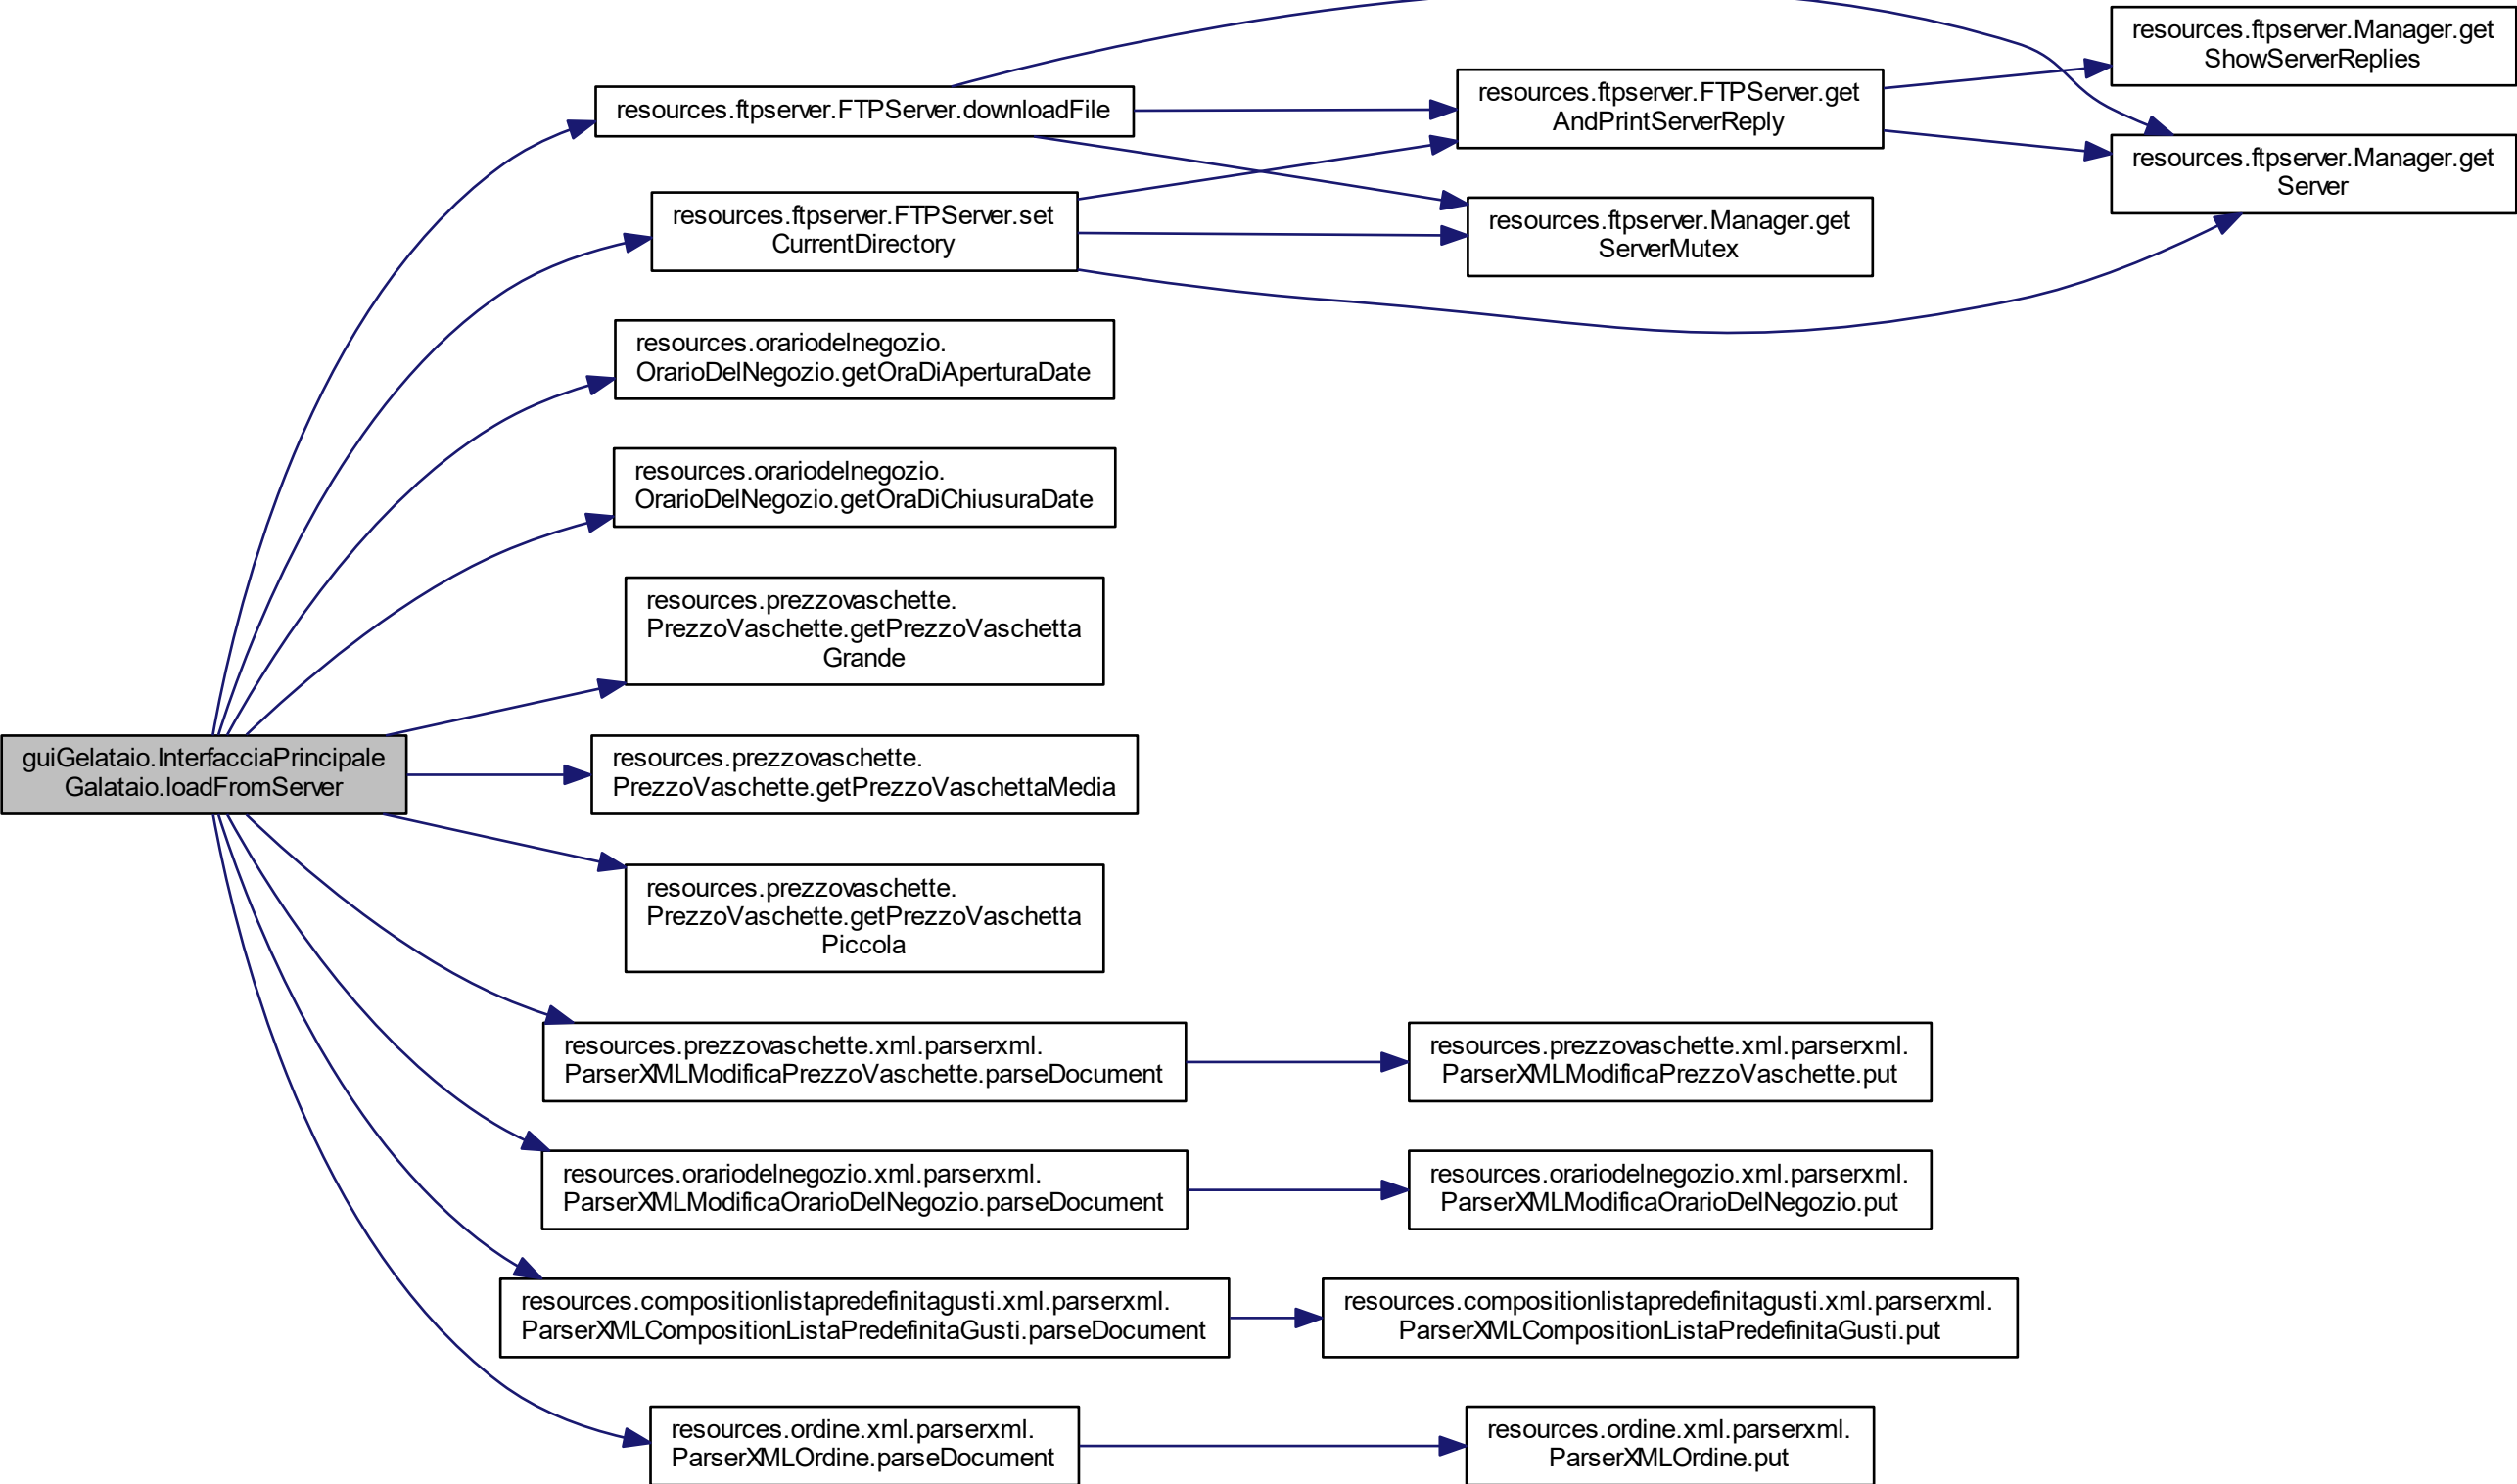 resources.ftpserver.Manager.get
ShowServerReplies
resources.ftpserver.FTPServer.downloadFile
resources.ftpserver.FTPServer.get
AndPrintServerReply
resources.ftpserver.Manager.get
Server
resources.ftpserver.FTPServer.set
CurrentDirectory
resources.ftpserver.Manager.get
ServerMutex
resources.orariodelnegozio.
OrarioDelNegozio.getOraDiAperturaDate
resources.orariodelnegozio.
OrarioDelNegozio.getOraDiChiusuraDate
resources.prezzovaschette.
PrezzoVaschette.getPrezzoVaschetta
Grande
guiGelataio.InterfacciaPrincipale
Galataio.loadFromServer
resources.prezzovaschette.
PrezzoVaschette.getPrezzoVaschettaMedia
resources.prezzovaschette.
PrezzoVaschette.getPrezzoVaschetta
Piccola
resources.prezzovaschette.xml.parserxml.
ParserXMLModificaPrezzoVaschette.parseDocument
resources.prezzovaschette.xml.parserxml.
ParserXMLModificaPrezzoVaschette.put
resources.orariodelnegozio.xml.parserxml.
ParserXMLModificaOrarioDelNegozio.parseDocument
resources.orariodelnegozio.xml.parserxml.
ParserXMLModificaOrarioDelNegozio.put
resources.compositionlistapredefinitagusti.xml.parserxml.
ParserXMLCompositionListaPredefinitaGusti.parseDocument
resources.compositionlistapredefinitagusti.xml.parserxml.
ParserXMLCompositionListaPredefinitaGusti.put
resources.ordine.xml.parserxml.
ParserXMLOrdine.parseDocument
resources.ordine.xml.parserxml.
ParserXMLOrdine.put